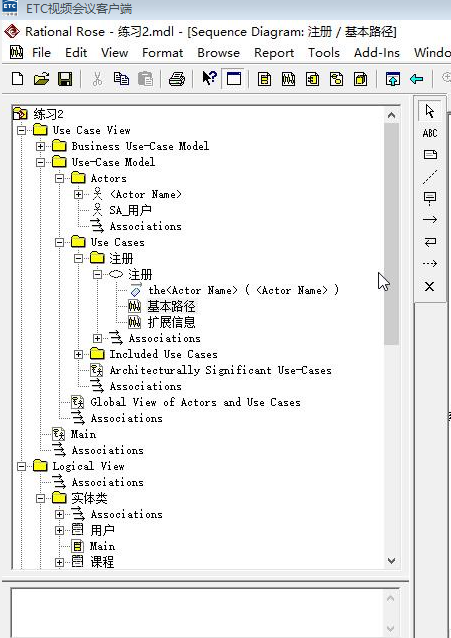 ETC视频会议客户端
Rational Rose - 练习2.mdl - [Sequence Diagram: 注册 / 基本路径]
File Edit View Format Browse Report Tools Add-Ins Windo
ABC
练习2
Use Case View
Business Use-Case Model
Use-Case Model
Actors
<Actor Name>
SA_用户
Associations
Use Cases
注册
注册
the<Actor Name> ( <Actor Name> )
基本路径
扩展信息
Associations
Included Use Cases
Architecturally Significant Use-Cases
Associations
Global View of Actors and Use Cases
Associations
Main
Associations
Logical View
Associations
实体类
Associations
用户
Main
课程